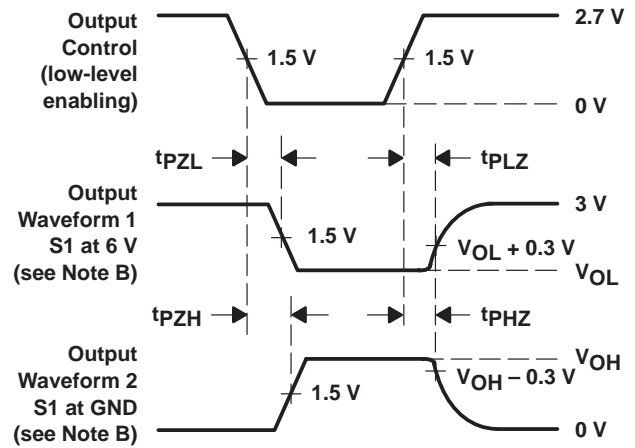 Output
Control
(low-level
enabling)
2.7 V
1.5 V
1.5 V
0 V
tPZL
tPLZ
Output
Waveform 1
S1 at 6 V
(see Note B)
3 V
1.5 V
VOL + 0.3 V
VOL
tPZH
tPHZ
Output
Waveform 2
S1 at GND
(see Note B)
VOH
1.5 V
VOH − 0.3 V
0 V